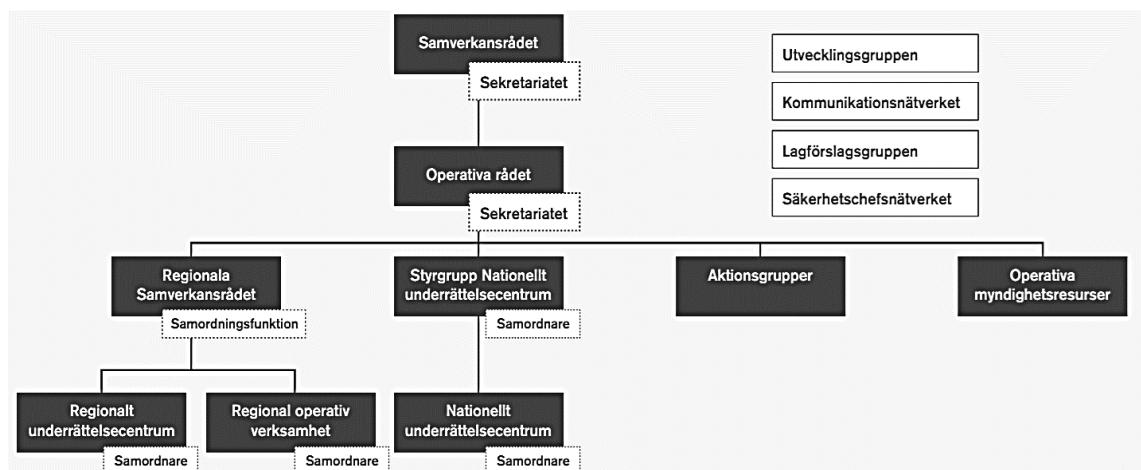 Samverkansrådet
Sekretariatet
Utvecklingsgruppen
Kommunikationsnätverket
Lagförslagsgruppen
Säkerhetschefsnätverket
Operativa rådet
Sekretariatet
Regionala
Samverkansrådet
Samordningsfunktion
Styrgrupp Nationellt
underrättelsecentrum
Samordnare
Aktionsgrupper
Operativa
myndighetsresurser
Regionalt
underrättelsecentrum
Samordnare
Regional operativ
verksamhet
Samordnare
Nationellt
underrättelsecentrum
Samordnare